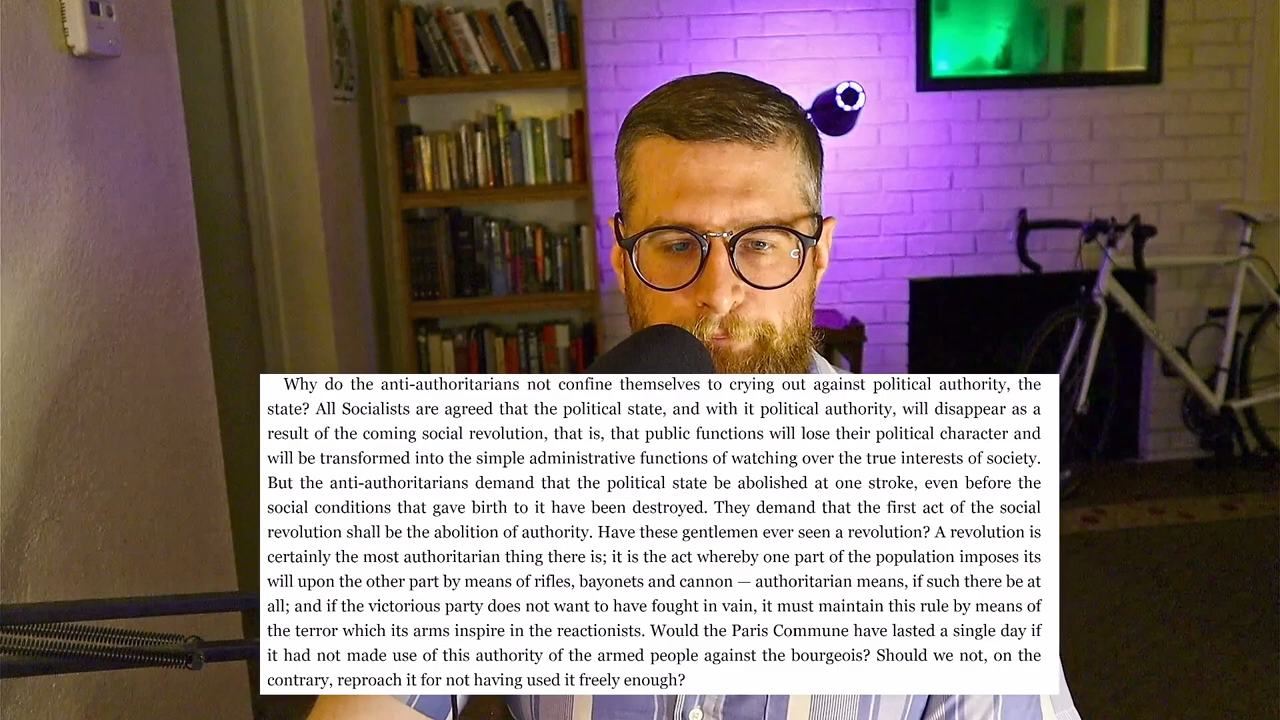 Why do the anti-authoritarians not confine themselves to crying out against political authority, the
state? All Socialists are agreed that the political state, and with it political authority, will disappear as a
result of the coming social revolution, that is, that public functions will lose their political character and
will be transformed into the simple administrative functions of watching over the true interests of society.
But the anti-authoritarians demand that the political state be abolished at one stroke, even before the
social conditions that gave birth to it have been destroyed. They demand that the first act of the social
revolution shall be the abolition of authority. Have these gentlemen ever seen a revolution? A revolution is
certainly the most authoritarian thing there is; it is the act whereby one part of the population imposes its
will upon the other part by means of rifles, bayonets and cannon — authoritarian means, if such there be at
all; and if the victorious party does not want to have fought in vain, it must maintain this rule by means of
the terror which its arms inspire in the reactionists. Would the Paris Commune have lasted a single day if
it had not made use of this authority of the armed people against the bourgeois? Should we not, on the
contrary, reproach it for not having used it freely enough?